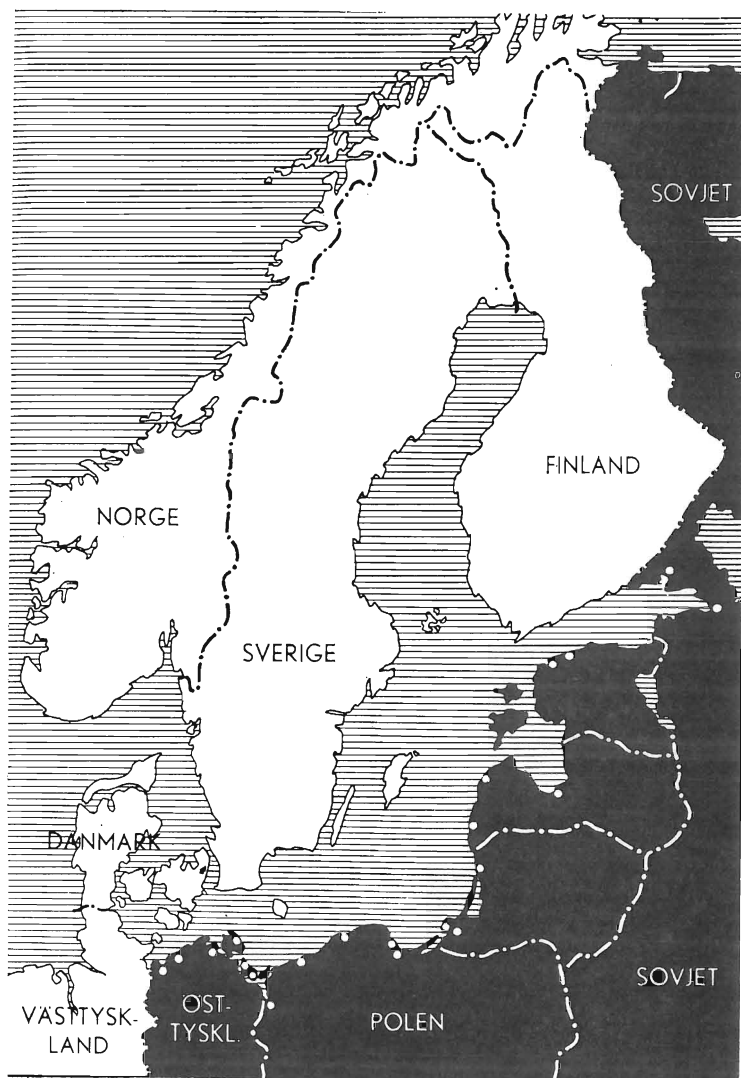 SOVJET
FINLAND
NORGE
SVERIGE
DANMARK
SOVJET
VÄSTTYSK-
LAND
ÖST-
TYSKL.
POLEN